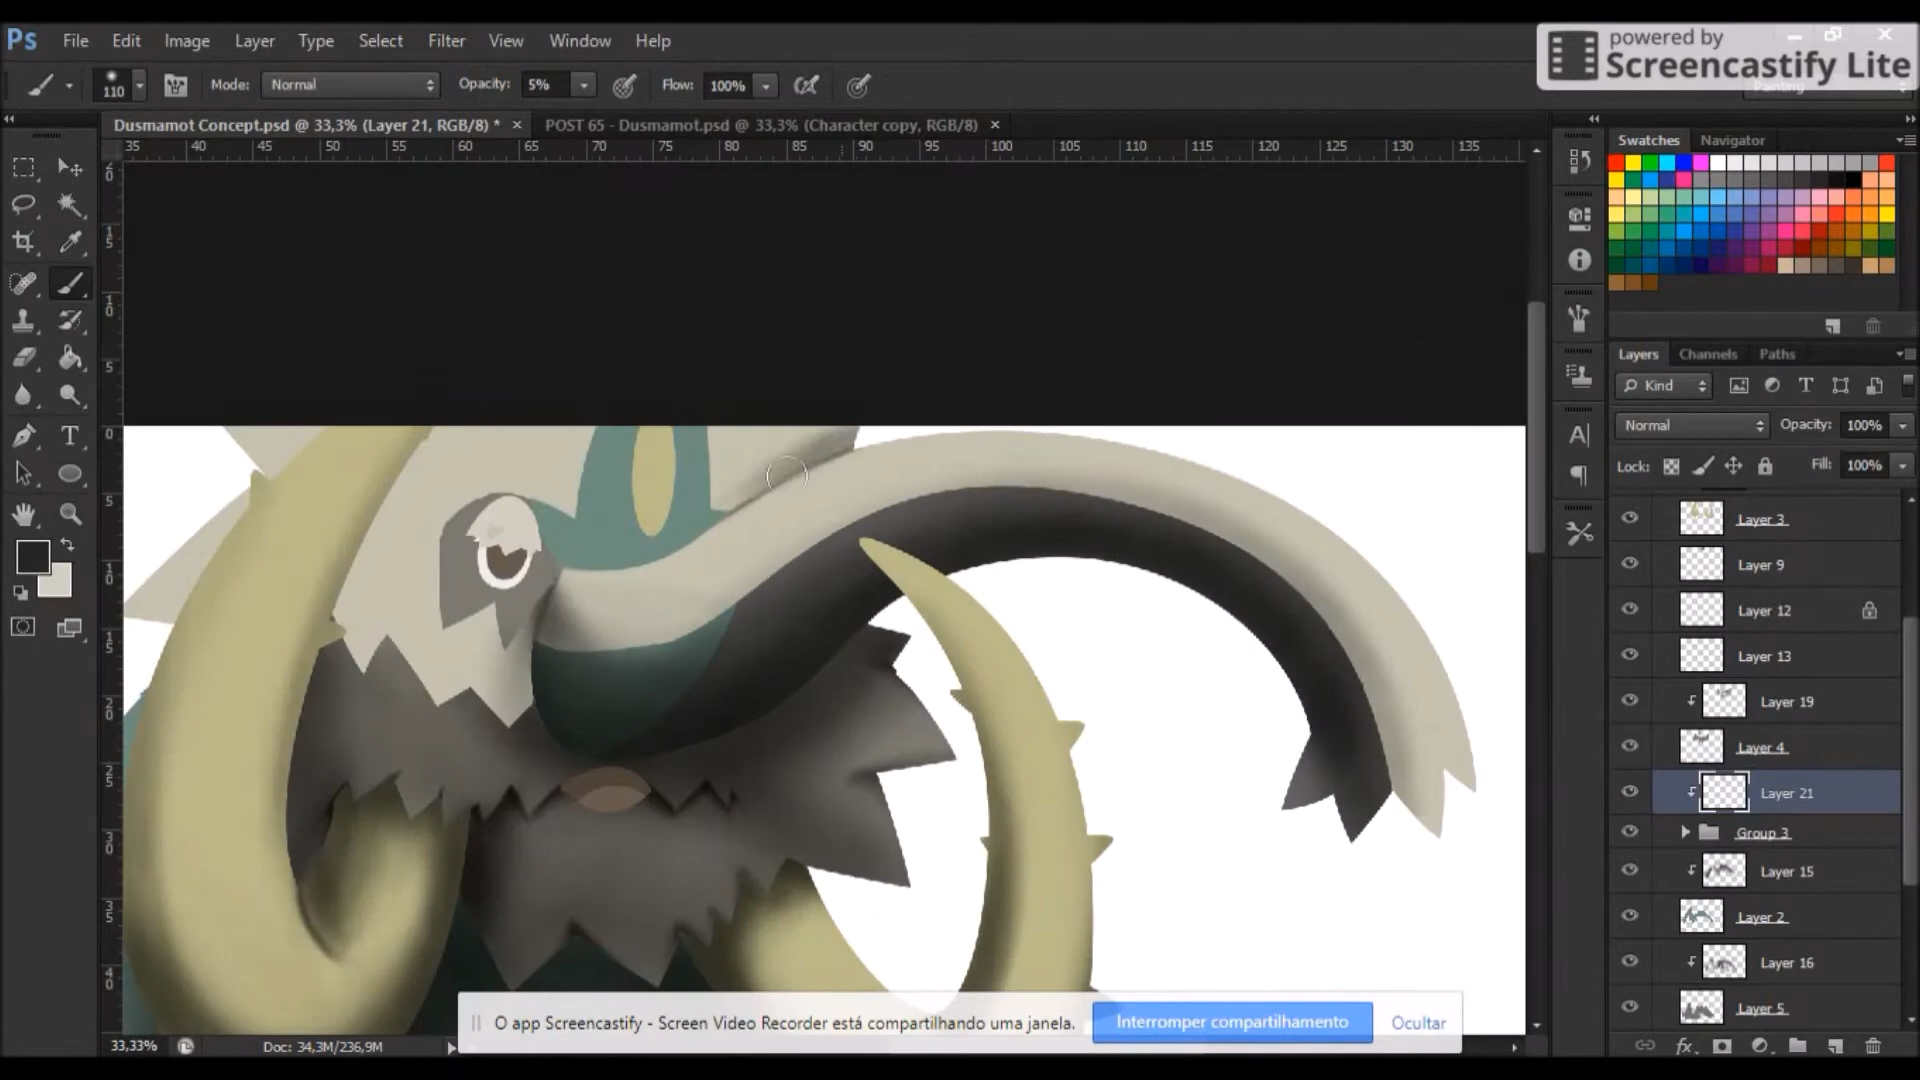 powered by
Screencastify Lite
Ps File Edit Image Layer Type Select Filter View Window Help
110 Mode: Normal Opacity: 5% Flow: 100% Painting
Dusmamot Concept.psd @ 33,3% (Layer 21, RGB/8) * × POST 65 - Dusmamot.psd @ 33,3% (Character copy, RGB/8) ×
35 40 45 50 55 60 65 70 75 80 85 90 95 100 105 110 115 120 125 130 135
Swatches Navigator
Layers Channels Paths
Kind
Normal Opacity: 100%
Lock: Fill: 100%
Layer 3
Layer 9
Layer 12
Layer 13
Layer 19
Layer 4
Layer 21
Group 3
Layer 15
Layer 2
Layer 16
Layer 5
O app Screencastify - Screen Video Recorder está compartilhando uma janela. Interromper compartilhamento Ocultar
33,33% Doc: 34,3M/236,9M